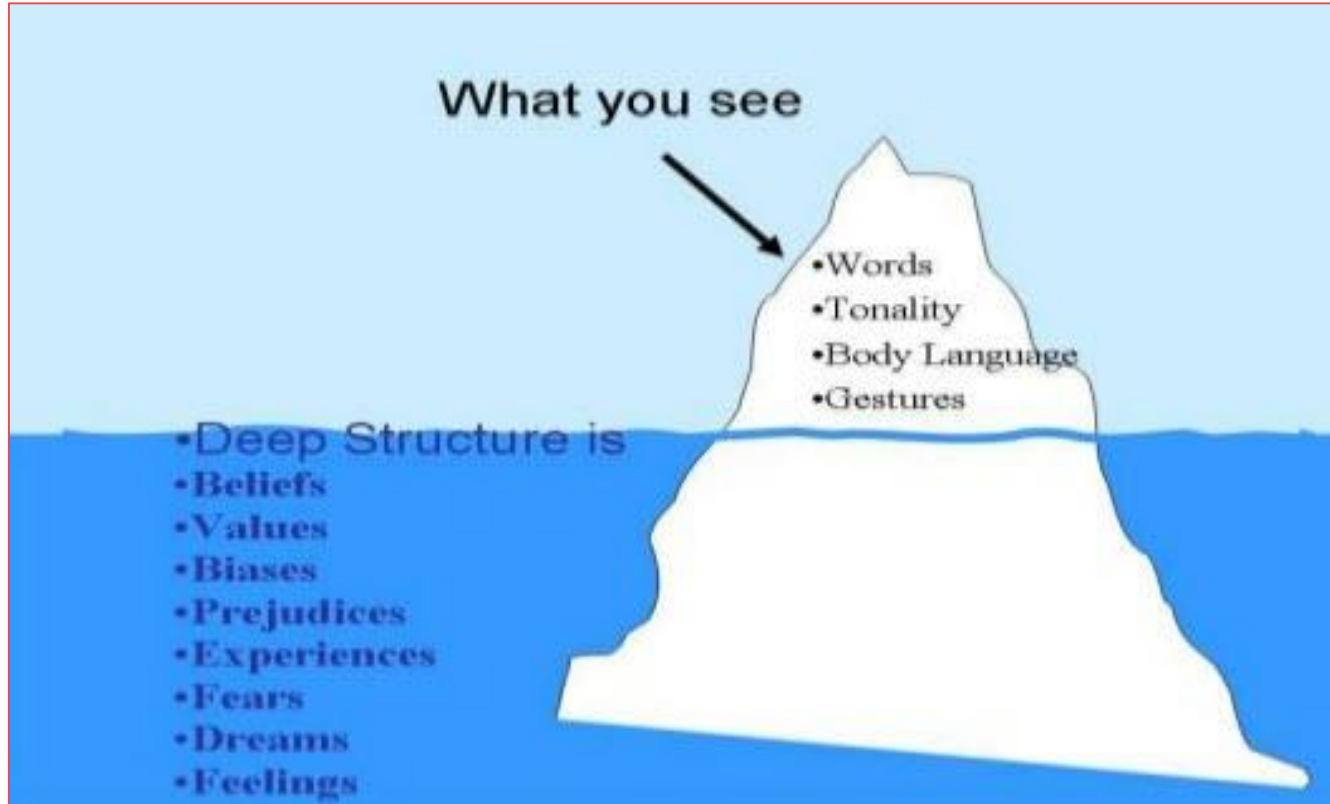 What you see
•Words
•Tonality
•Body Language
•Gestures
•Deep Structure is
•Beliefs
•Values
•Biases
•Prejudices
•Experiences
•Fears
•Dreams
•Feelings